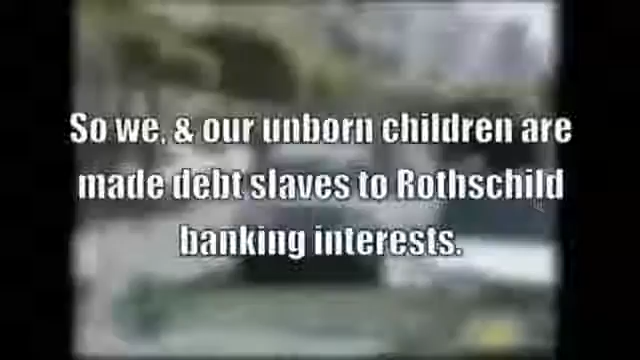 So we, & our unborn children are
made debt slaves to Rothschild
banking interests.